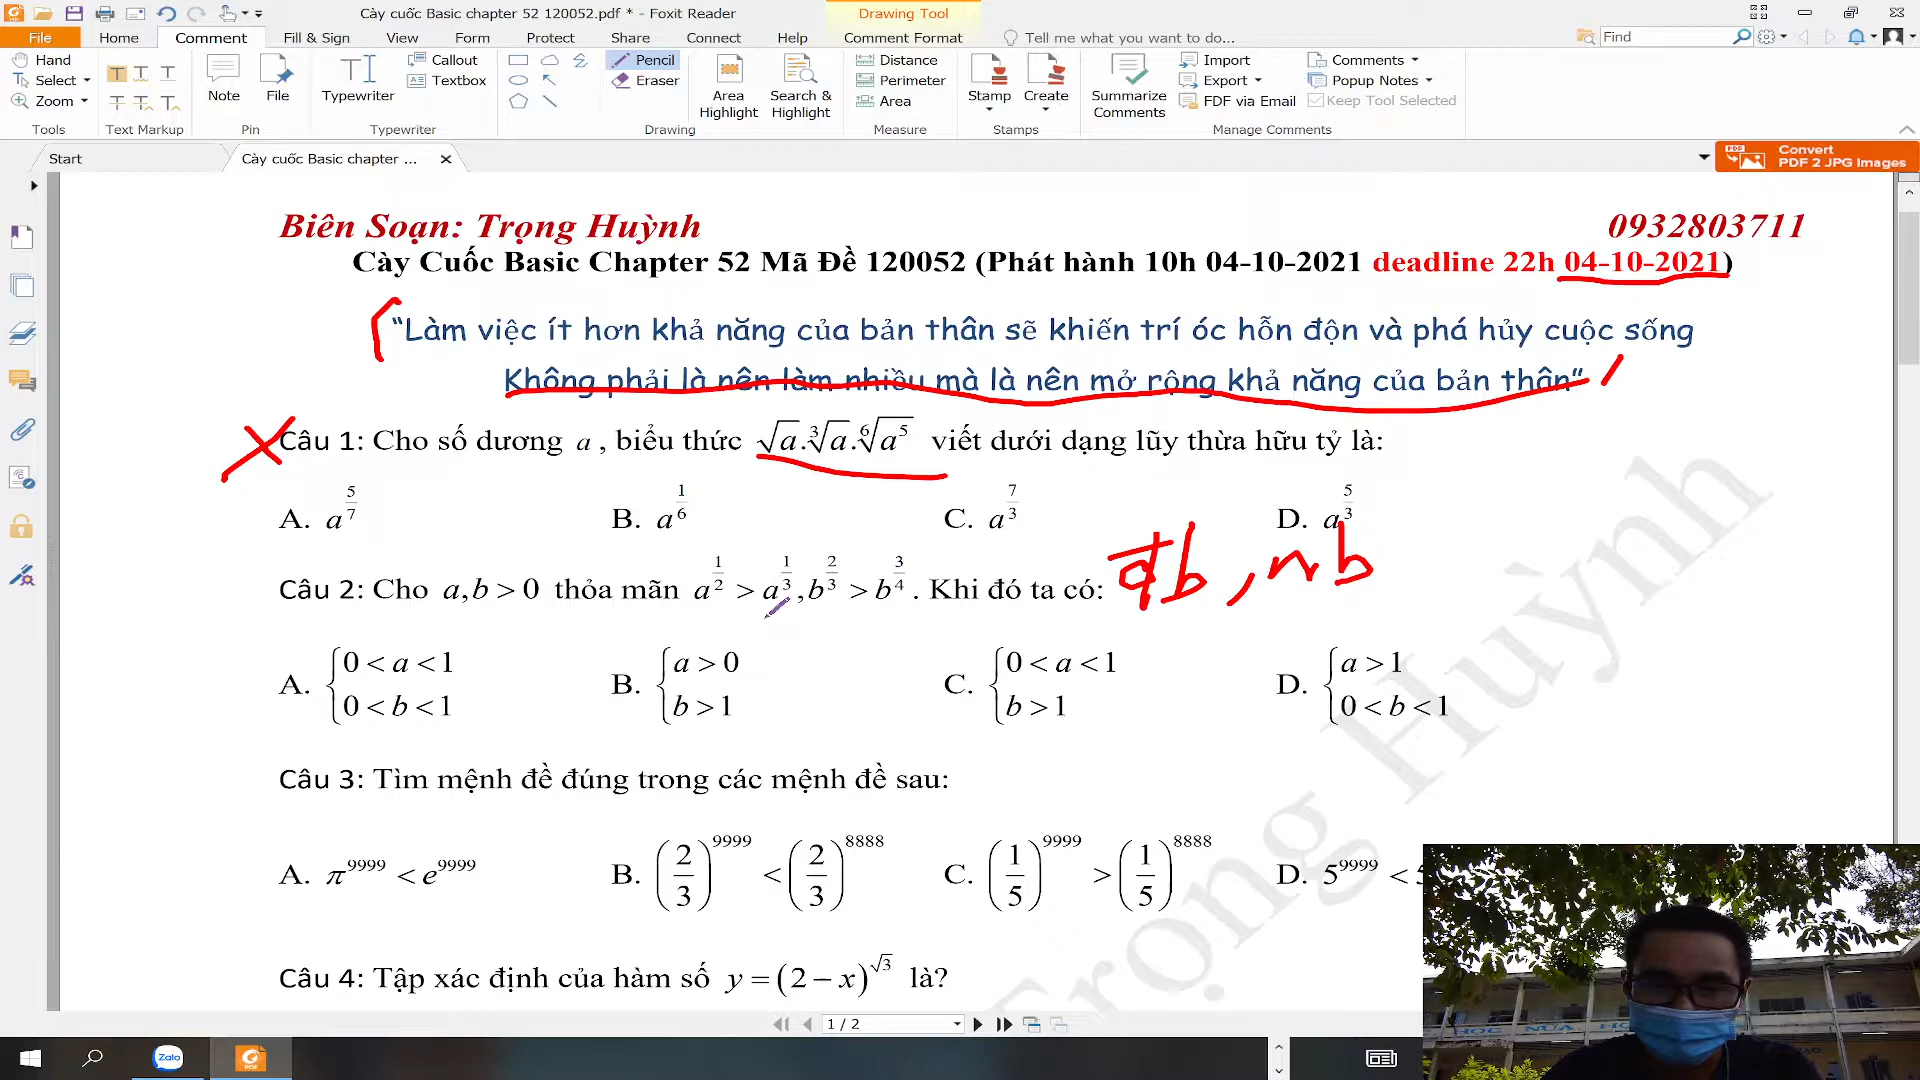 Cày cuốc Basic chapter 52 120052.pdf * - Foxit Reader
Drawing Tool
File Home Comment Fill & Sign View Form Protect Share Connect Help Comment Format Tell me what you want to do... Find
Hand Select Zoom Tools
Text Markup
Note File Pin
Typewriter Callout Textbox Typewriter
Pencil Eraser Area Highlight Search & Highlight Drawing
Distance Perimeter Area Measure
Stamp Create Stamps
Summarize Comments Import Export FDF via Email Comments Popup Notes Keep Tool Selected Manage Comments
Start Cày cuốc Basic chapter ... Convert PDF 2 JPG Images
Biên Soạn: Trọng Huỳnh 0932803711
Cày Cuốc Basic Chapter 52 Mã Đề 120052 (Phát hành 10h 04-10-2021 deadline 22h 04-10-2021)
“Làm việc ít hơn khả năng của bản thân sẽ khiến trí óc hỗn độn và phá hủy cuộc sống
Không phải là nên làm nhiều mà là nên mở rộng khả năng của bản thân”
Câu 1: Cho số dương a , biểu thức √a.∛a.⁶√a⁵ viết dưới dạng lũy thừa hữu tỷ là:
A. a^(5/7) B. a^(1/6) C. a^(7/3) D. a^(5/3)
Câu 2: Cho a,b > 0 thỏa mãn a^(1/2) > a^(1/3), b^(2/3) > b^(3/4). Khi đó ta có:
A. {0 < a < 1 0 < b < 1 B. {a > 0 b > 1 C. {0 < a < 1 b > 1 D. {a > 1 0 < b < 1
Câu 3: Tìm mệnh đề đúng trong các mệnh đề sau:
A. π^9999 < e^9999 B. (2/3)^9999 < (2/3)^8888 C. (1/5)^9999 > (1/5)^8888 D. 5^9999 <
Câu 4: Tập xác định của hàm số y = (2 − x)^√3 là?
Trọng Huỳnh
1 / 2
Zalo
PDF